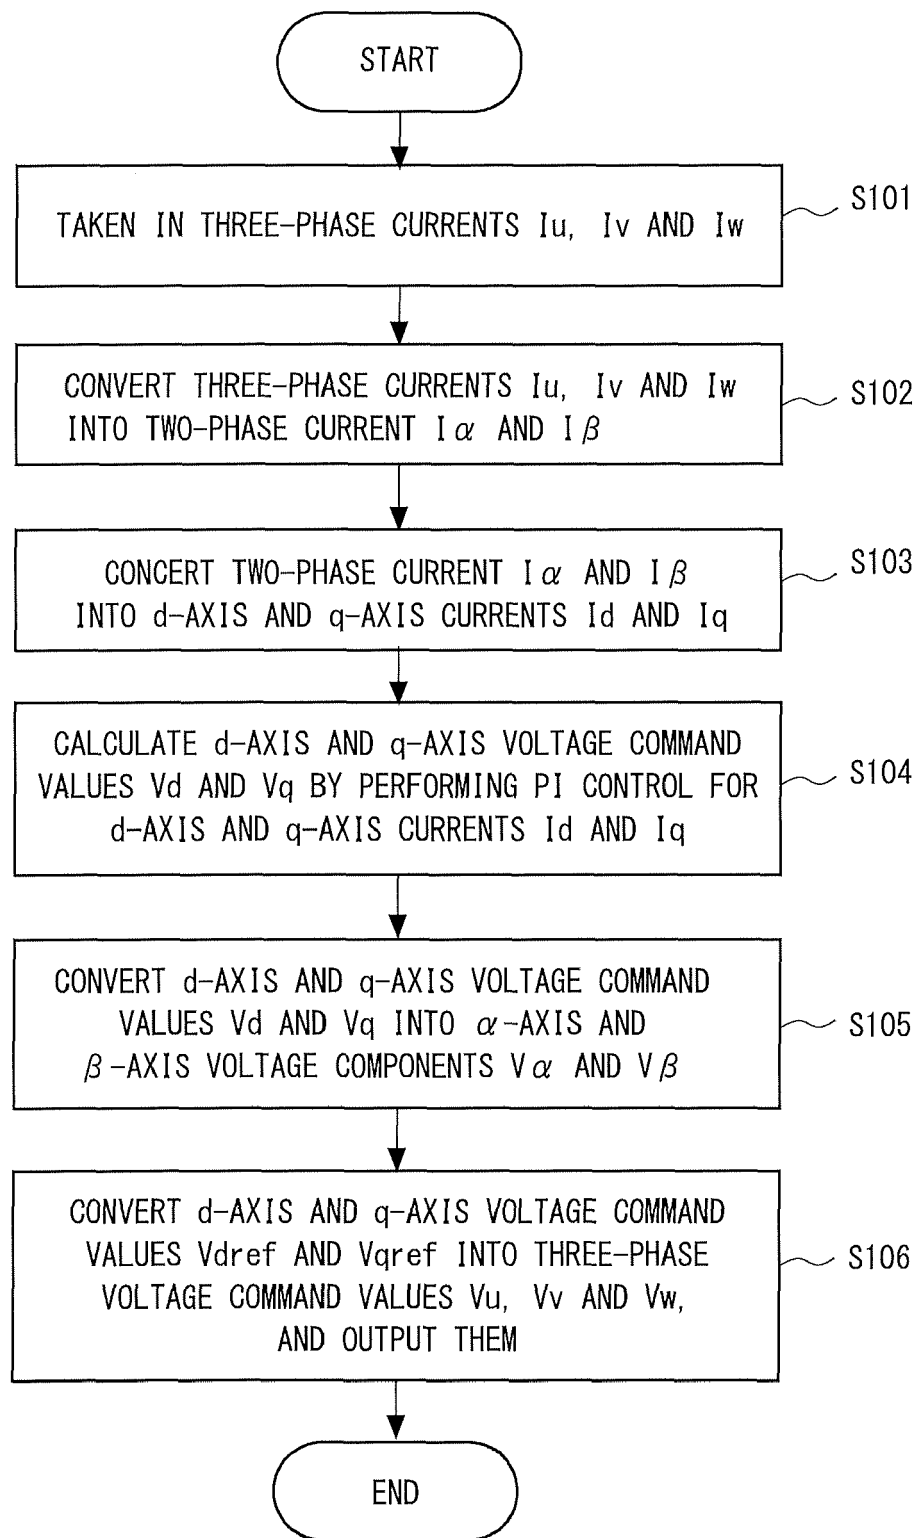 START
TAKEN IN THREE-PHASE CURRENTS Iu, Iv AND Iw
S101
CONVERT THREE-PHASE CURRENTS Iu, Iv AND Iw
INTO TWO-PHASE CURRENT Iα AND Iβ
S102
CONCERT TWO-PHASE CURRENT Iα AND Iβ
INTO d-AXIS AND q-AXIS CURRENTS Id AND Iq
S103
CALCULATE d-AXIS AND q-AXIS VOLTAGE COMMAND
VALUES Vd AND Vq BY PERFORMING PI CONTROL FOR
d-AXIS AND q-AXIS CURRENTS Id AND Iq
S104
CONVERT d-AXIS AND q-AXIS VOLTAGE COMMAND
VALUES Vd AND Vq INTO α-AXIS AND
β-AXIS VOLTAGE COMPONENTS Vα AND Vβ
S105
CONVERT d-AXIS AND q-AXIS VOLTAGE COMMAND
VALUES Vdref AND Vqref INTO THREE-PHASE
VOLTAGE COMMAND VALUES Vu, Vv AND Vw,
AND OUTPUT THEM
S106
END